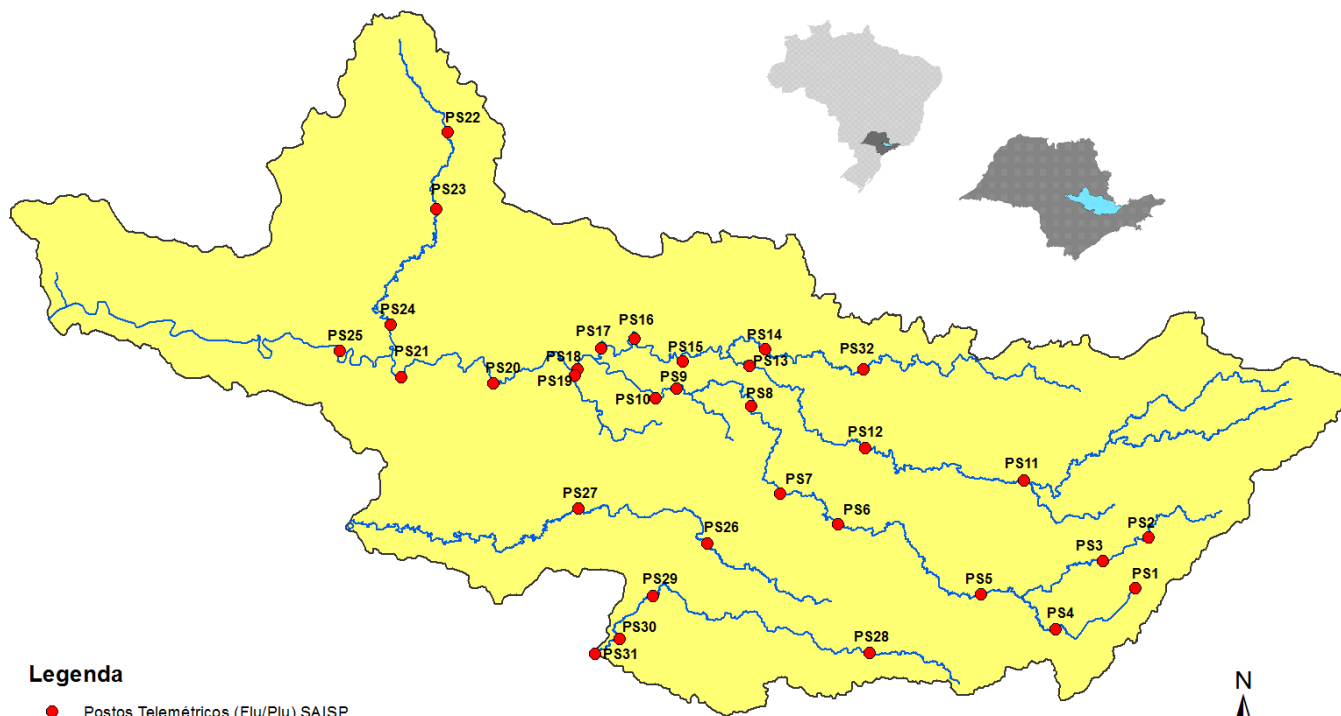 PS22
PS23
PS24
PS25
PS21
PS20
PS17
PS16
PS18
PS19
PS15
PS14
PS13
PS32
PS9
PS10
PS8
PS12
PS11
PS7
PS6
PS27
PS26
PS2
PS3
PS1
PS5
PS4
PS29
PS30
PS31
PS28
Legenda
Postos Telemétricos (Flu/Plu) SAISP
N